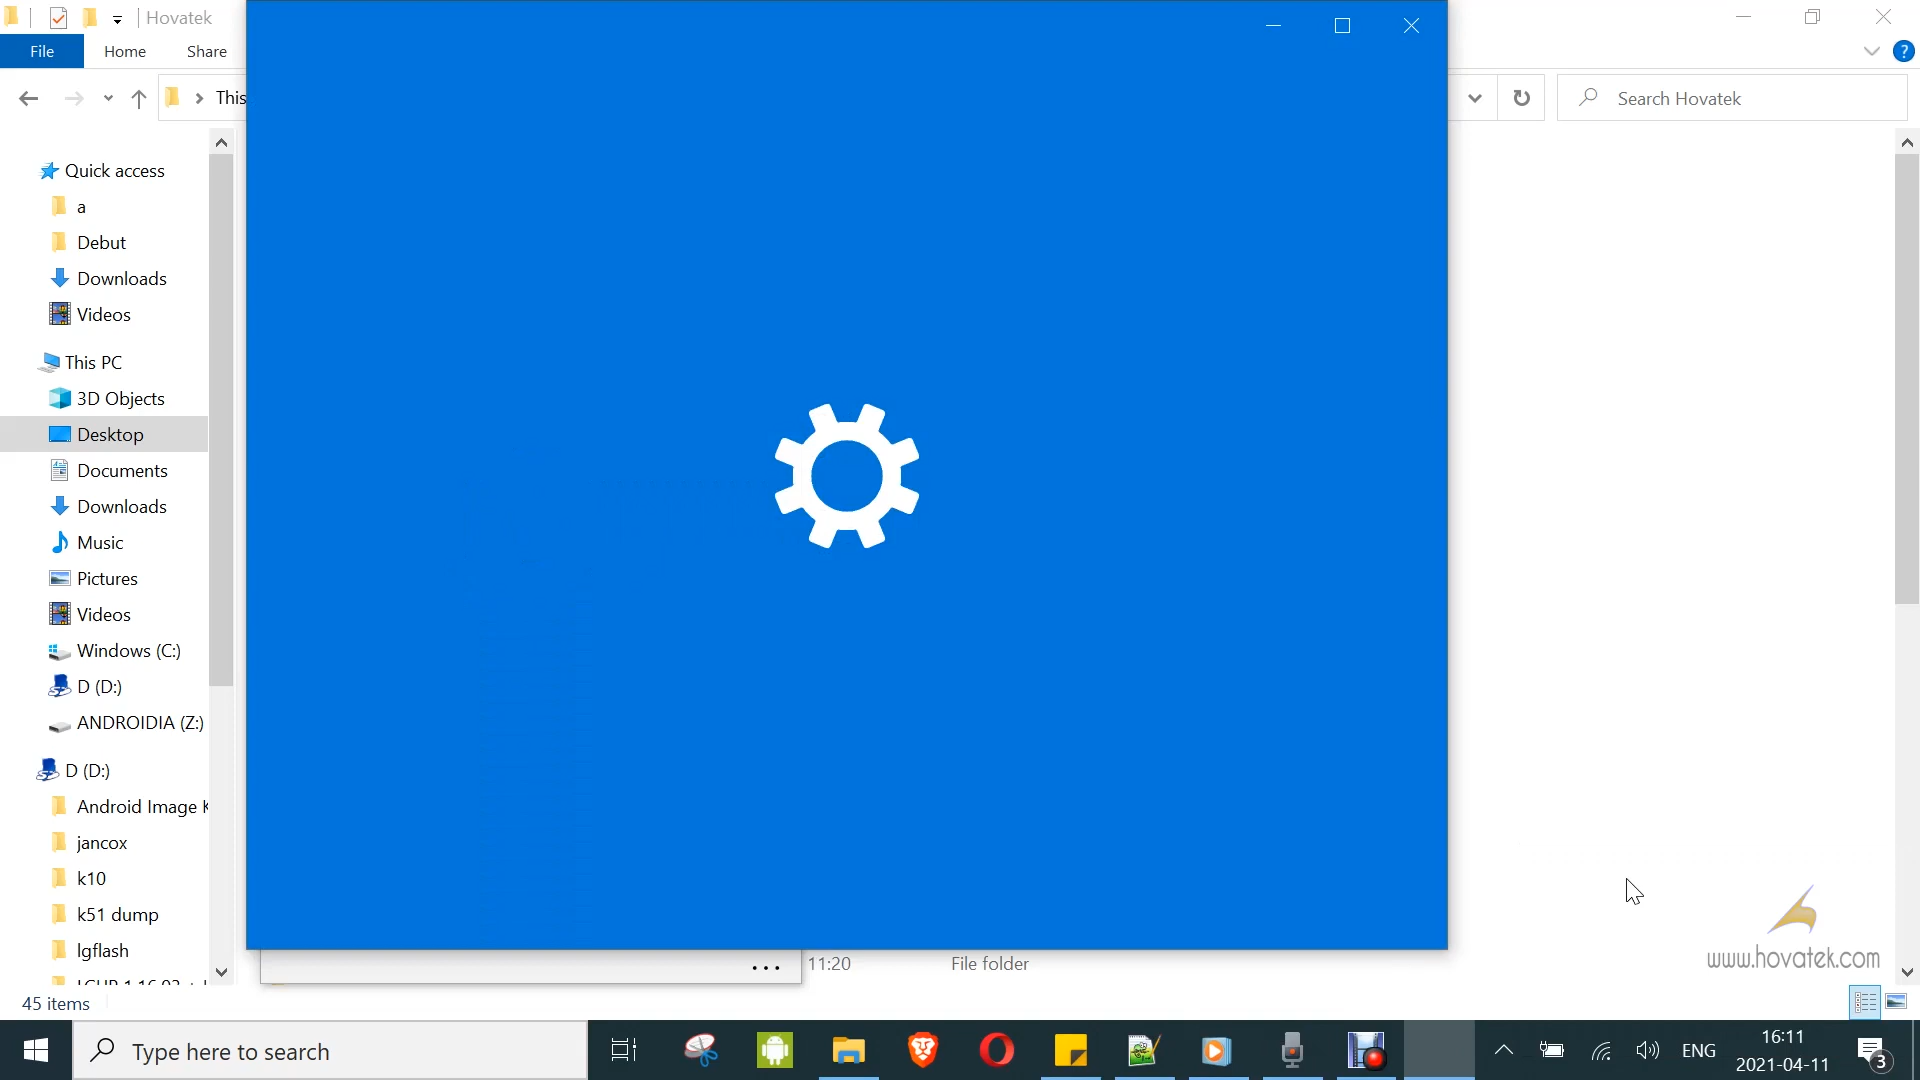 Hovatek
File Home Share
This
Search Hovatek
Quick access
a
Debut
Downloads
Videos
This PC
3D Objects
Desktop
Documents
Downloads
Music
Pictures
Videos
Windows (C:)
D (D:)
ANDROIDIA (Z:)
D (D:)
Android Image K
jancox
k10
k51 dump
lgflash
11:20 File folder
www.hovatek.com
45 items
Type here to search
ENG
16:11
2021-04-11
3